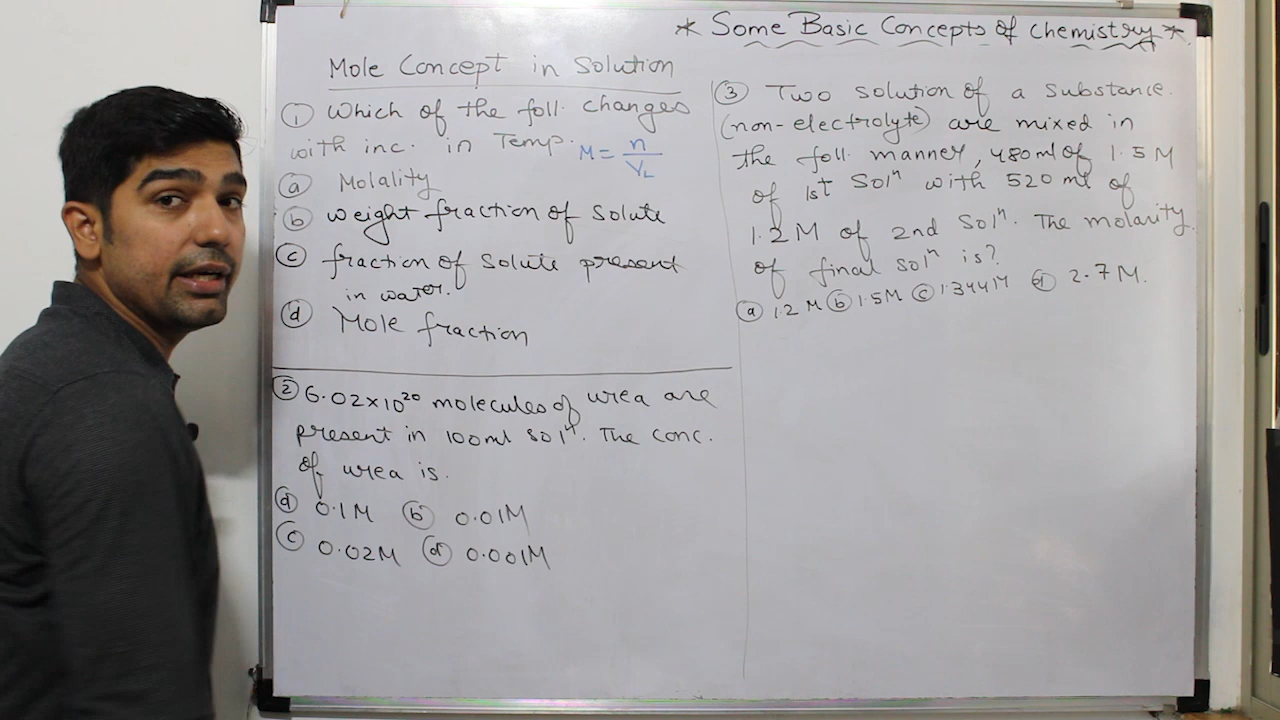 * Some Basic Concepts of Chemistry *
Mole Concept in Solution
① Which of the foll. changes
with inc. in Temp. M = n/V_L
ⓐ Molality
ⓑ weight fraction of solute
ⓒ fraction of solute present
in water.
ⓓ Mole fraction
② 6.02×10²⁰ molecules of urea are
present in 100ml solⁿ. The conc.
of urea is.
ⓐ 0.1M ⓑ 0.01M
ⓒ 0.02M ⓓ 0.001M
③ Two solution of a substance.
(non-electrolyte) are mixed in
the foll. manner, 480ml of 1.5M
of 1st Solⁿ with 520 ml of
1.2M of 2nd Solⁿ. The molarity
of final solⁿ is?
ⓐ 1.2M ⓑ 1.5M ⓒ 1.344M ⓓ 2.7M.